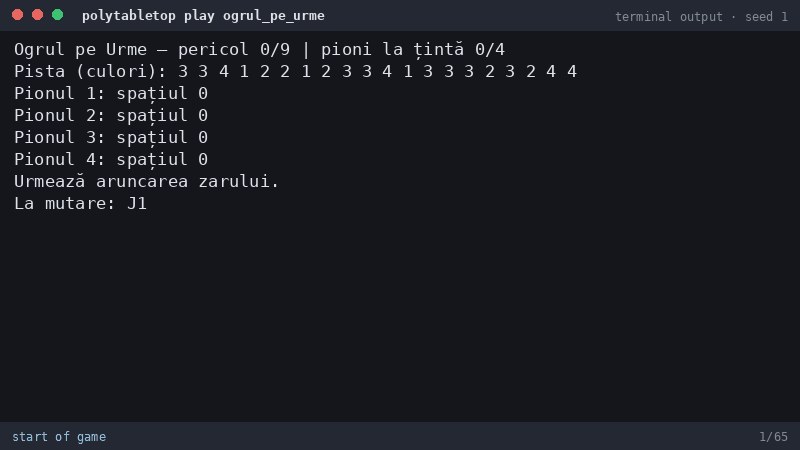 polytabletop play ogrul_pe_urme
terminal output · seed 1
Ogrul pe Urme — pericol 0/9 | pioni la țintă 0/4
Pista (culori): 3 3 4 1 2 2 1 2 3 3 4 1 3 3 3 2 3 2 4 4
Pionul 1: spațiul 0
Pionul 2: spațiul 0
Pionul 3: spațiul 0
Pionul 4: spațiul 0
Urmează aruncarea zarului.
La mutare: J1
start of game
1/65